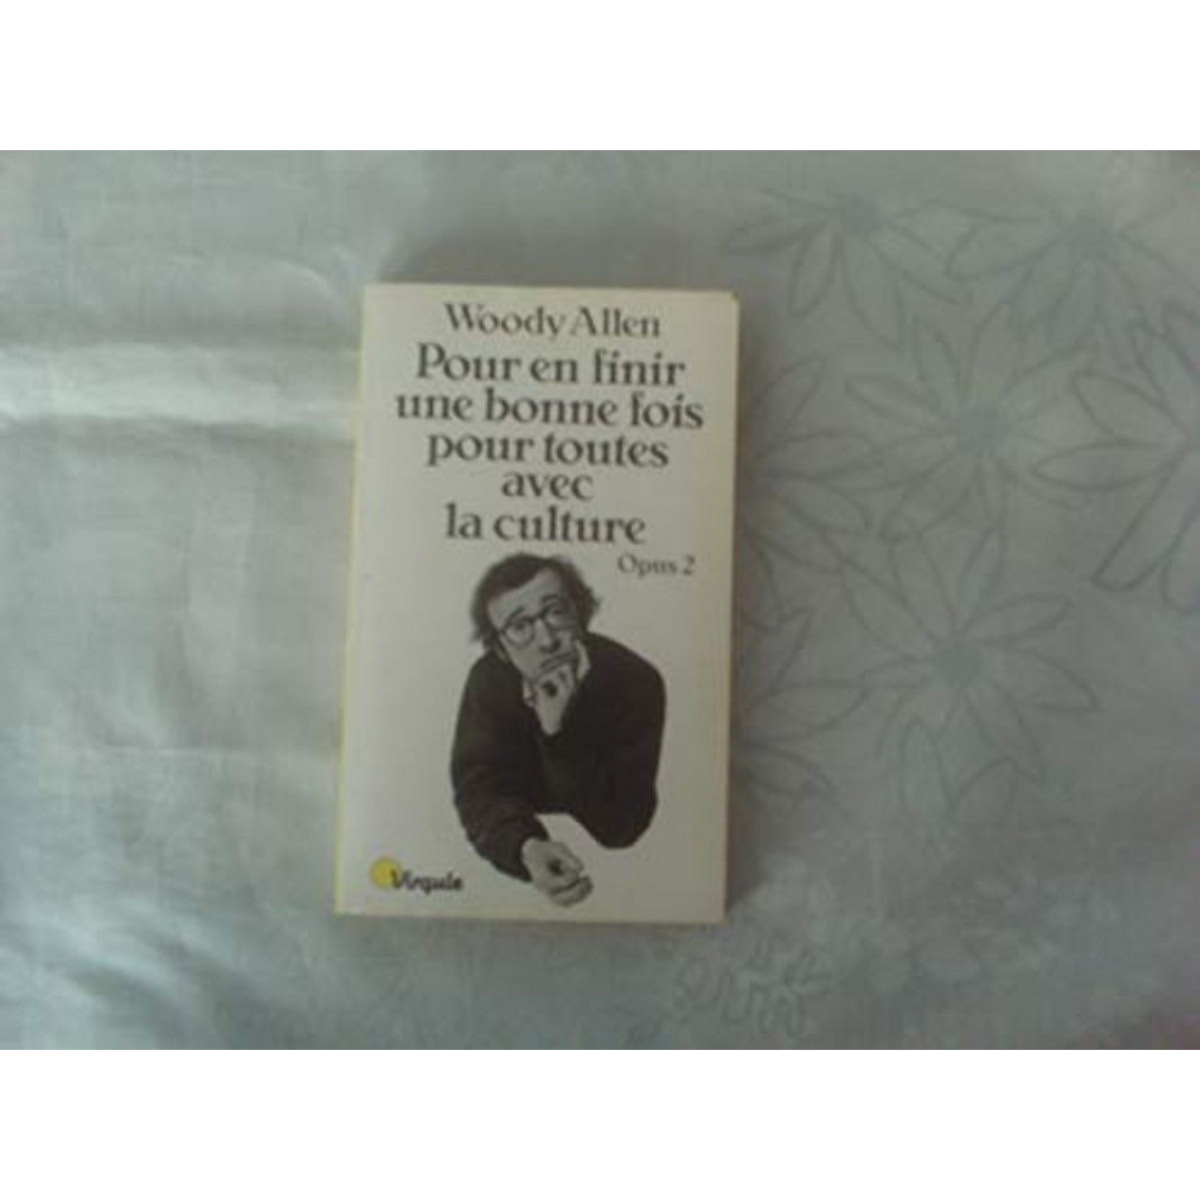 Woody Allen
Pour en finir
une bonne fois
pour toutes
avec
la culture
Opus 2
Virgule